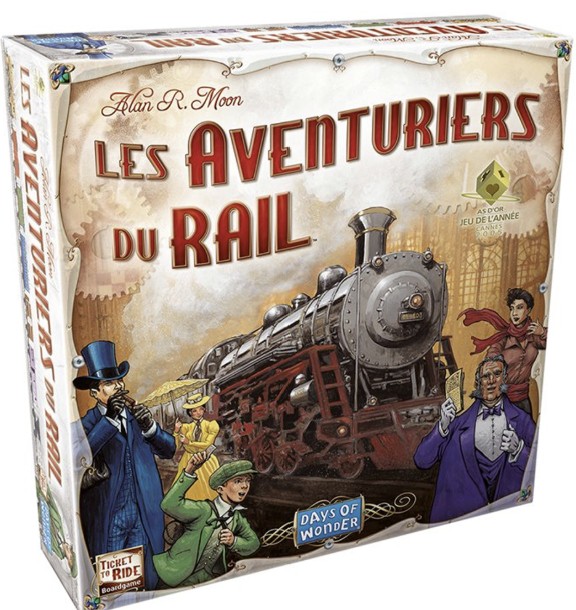 Alan R. Moon
LES AVENTURIERS
DU RAIL
AS D'OR
JEU DE L'ANNÉE
CANNES
DAYS OF
WONDER
TICKET
TO RIDE
Boardgame
LES AVENTURIERS DU RAIL